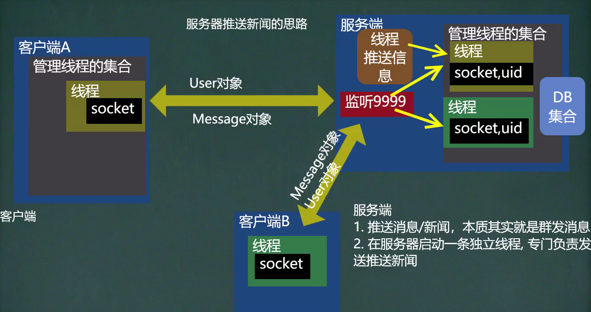 服务器推送新闻的思路
客户端A
管理线程的集合
线程
socket
User对象
Message对象
服务端
线程
推送信
息
监听9999
管理线程的集合
线程
socket,uid
线程
socket,uid
DB
集合
Message对象
User对象
客户端
客户端B
线程
socket
服务端
1. 推送消息/新闻，本质其实就是群发消息
2. 在服务器启动一条独立线程, 专门负责发
送推送新闻